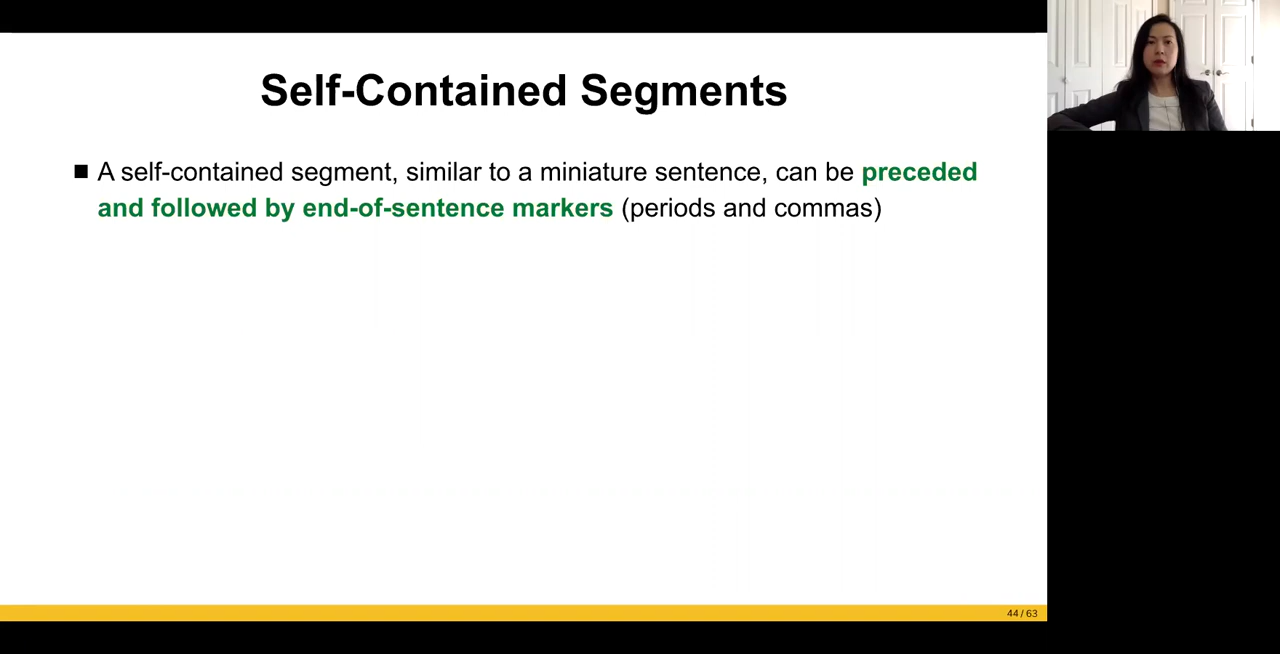 Self-Contained Segments
■ A self-contained segment, similar to a miniature sentence, can be preceded
and followed by end-of-sentence markers (periods and commas)
44 / 63